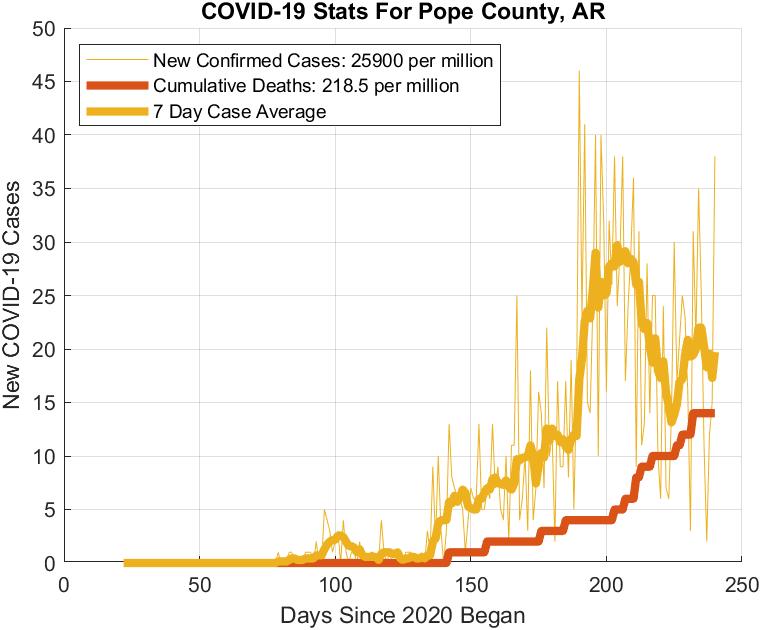 COVID-19 Stats For Pope County, AR
50
45
40
35
30
25
20
15
10
5
0
New COVID-19 Cases
New Confirmed Cases: 25900 per million
Cumulative Deaths: 218.5 per million
7 Day Case Average
0 50 100 150 200 250
Days Since 2020 Began